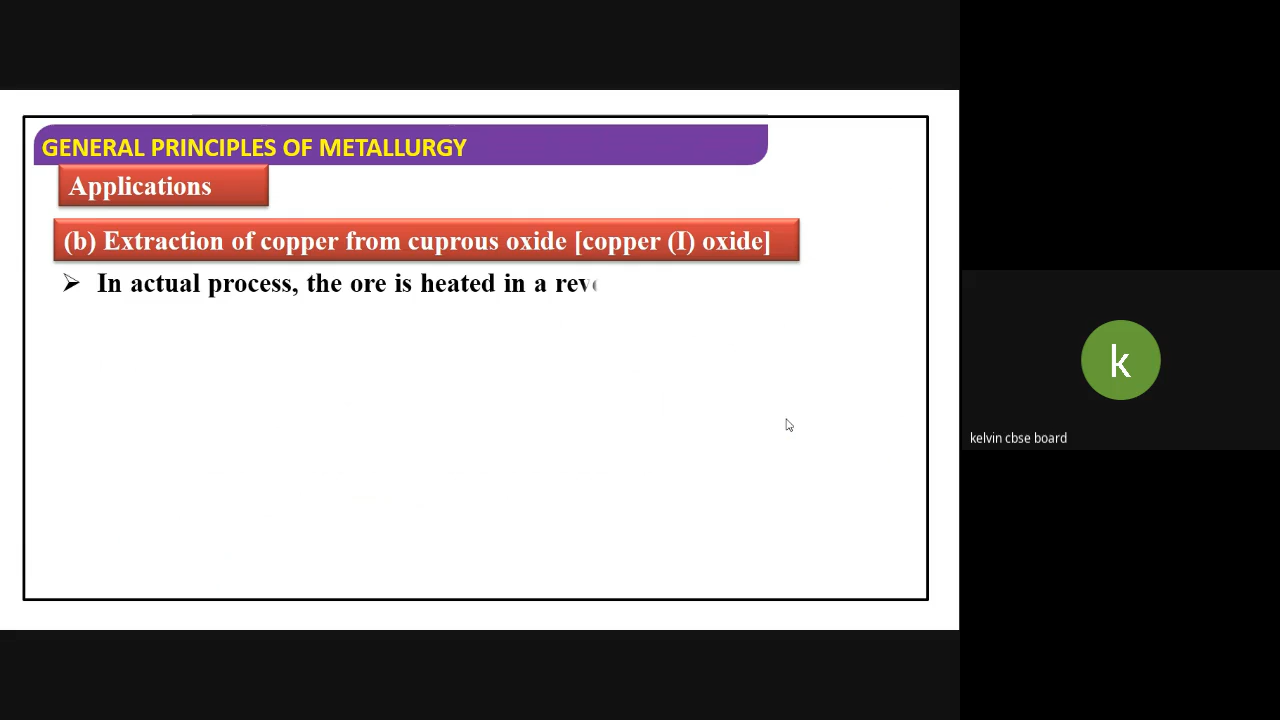 GENERAL PRINCIPLES OF METALLURGY
Applications
(b) Extraction of copper from cuprous oxide [copper (I) oxide]
➢ In actual process, the ore is heated in a
k
kelvin cbse board